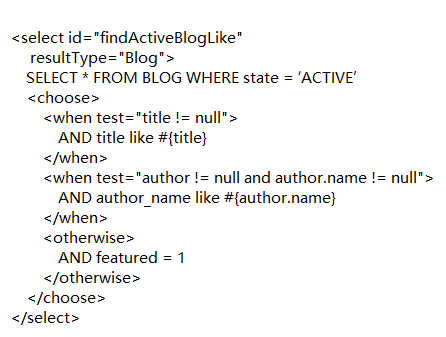 <select id="findActiveBlogLike"
resultType="Blog">
SELECT * FROM BLOG WHERE state = ‘ACTIVE’
<choose>
<when test="title != null">
AND title like #{title}
</when>
<when test="author != null and author.name != null">
AND author_name like #{author.name}
</when>
<otherwise>
AND featured = 1
</otherwise>
</choose>
</select>